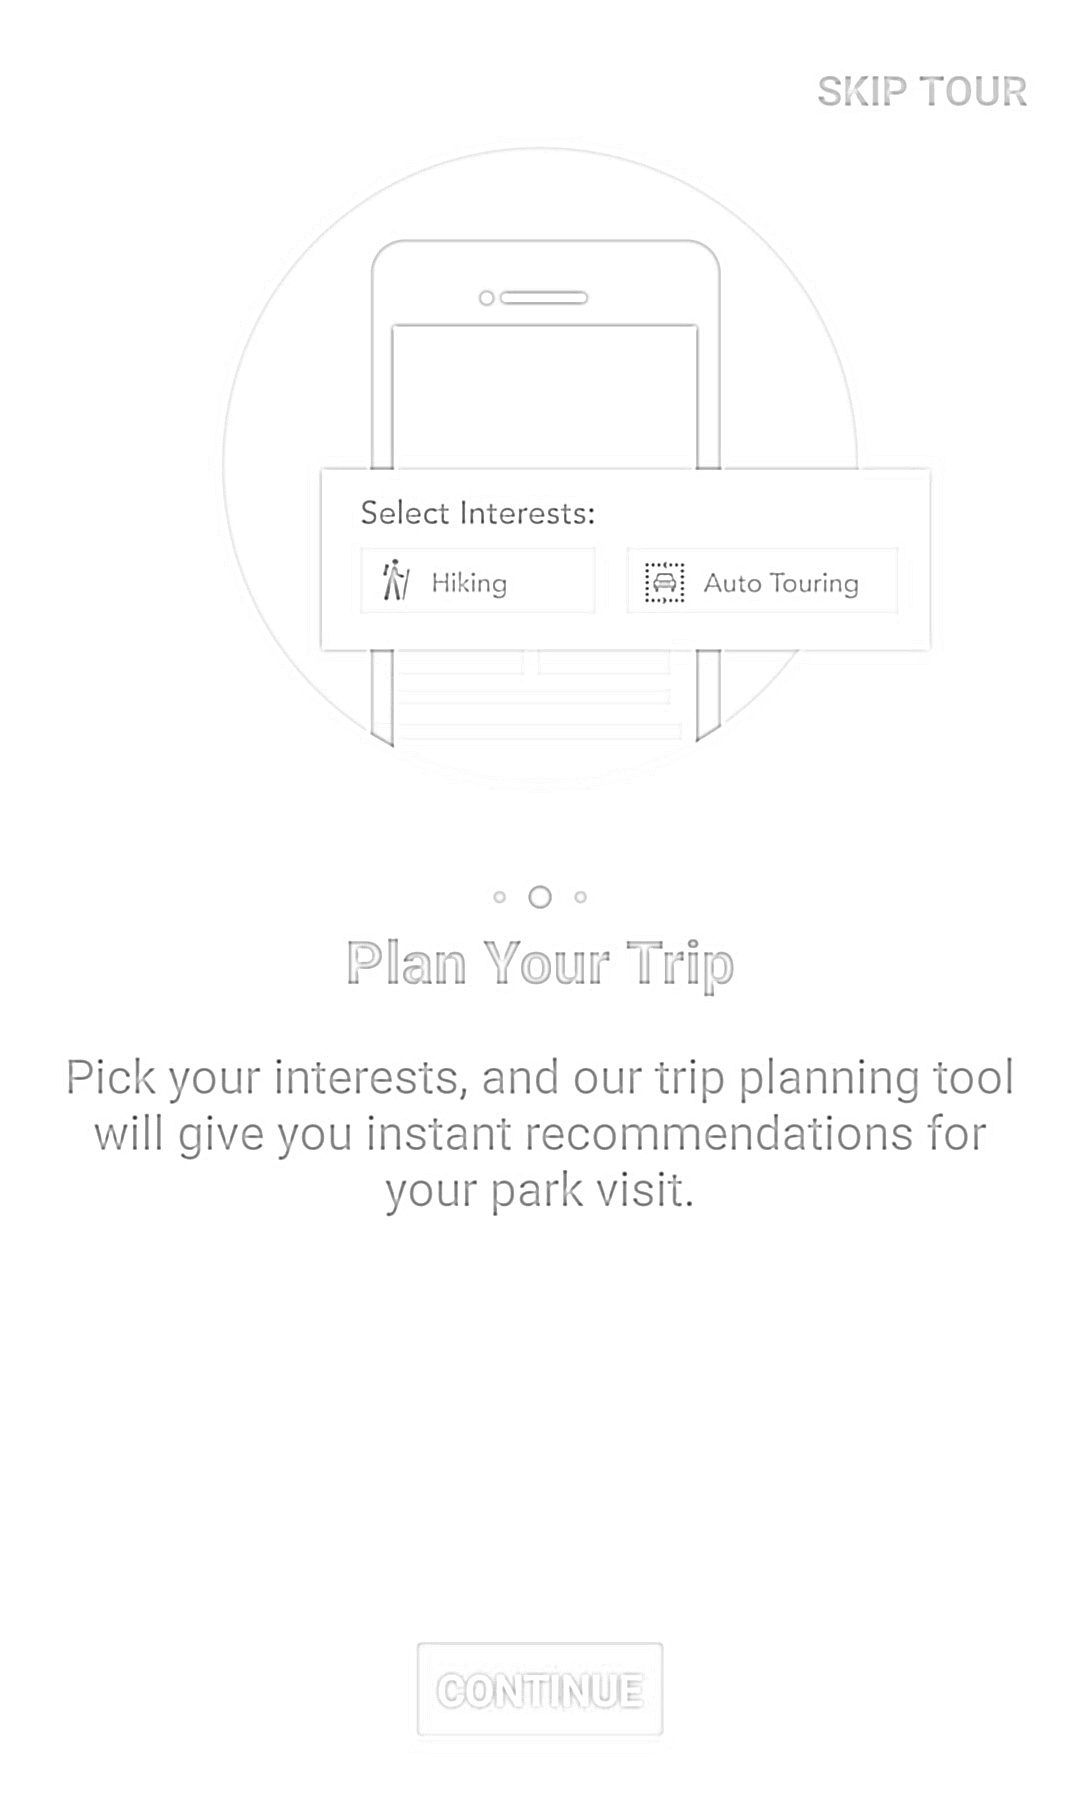 SKIP TOUR
Select Interests:
Hiking
Auto Touring
Plan Your Trip
Pick your interests, and our trip planning tool
will give you instant recommendations for
your park visit.
CONTINUE